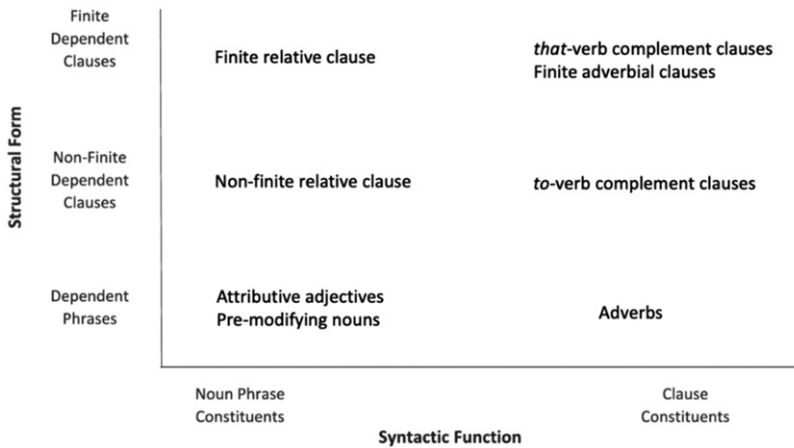 Finite
Dependent
Clauses
Finite relative clause
that-verb complement clauses
Finite adverbial clauses
Structural Form
Non-Finite
Dependent
Clauses
Non-finite relative clause
to-verb complement clauses
Dependent
Phrases
Attributive adjectives
Pre-modifying nouns
Adverbs
Noun Phrase
Constituents
Clause
Constituents
Syntactic Function